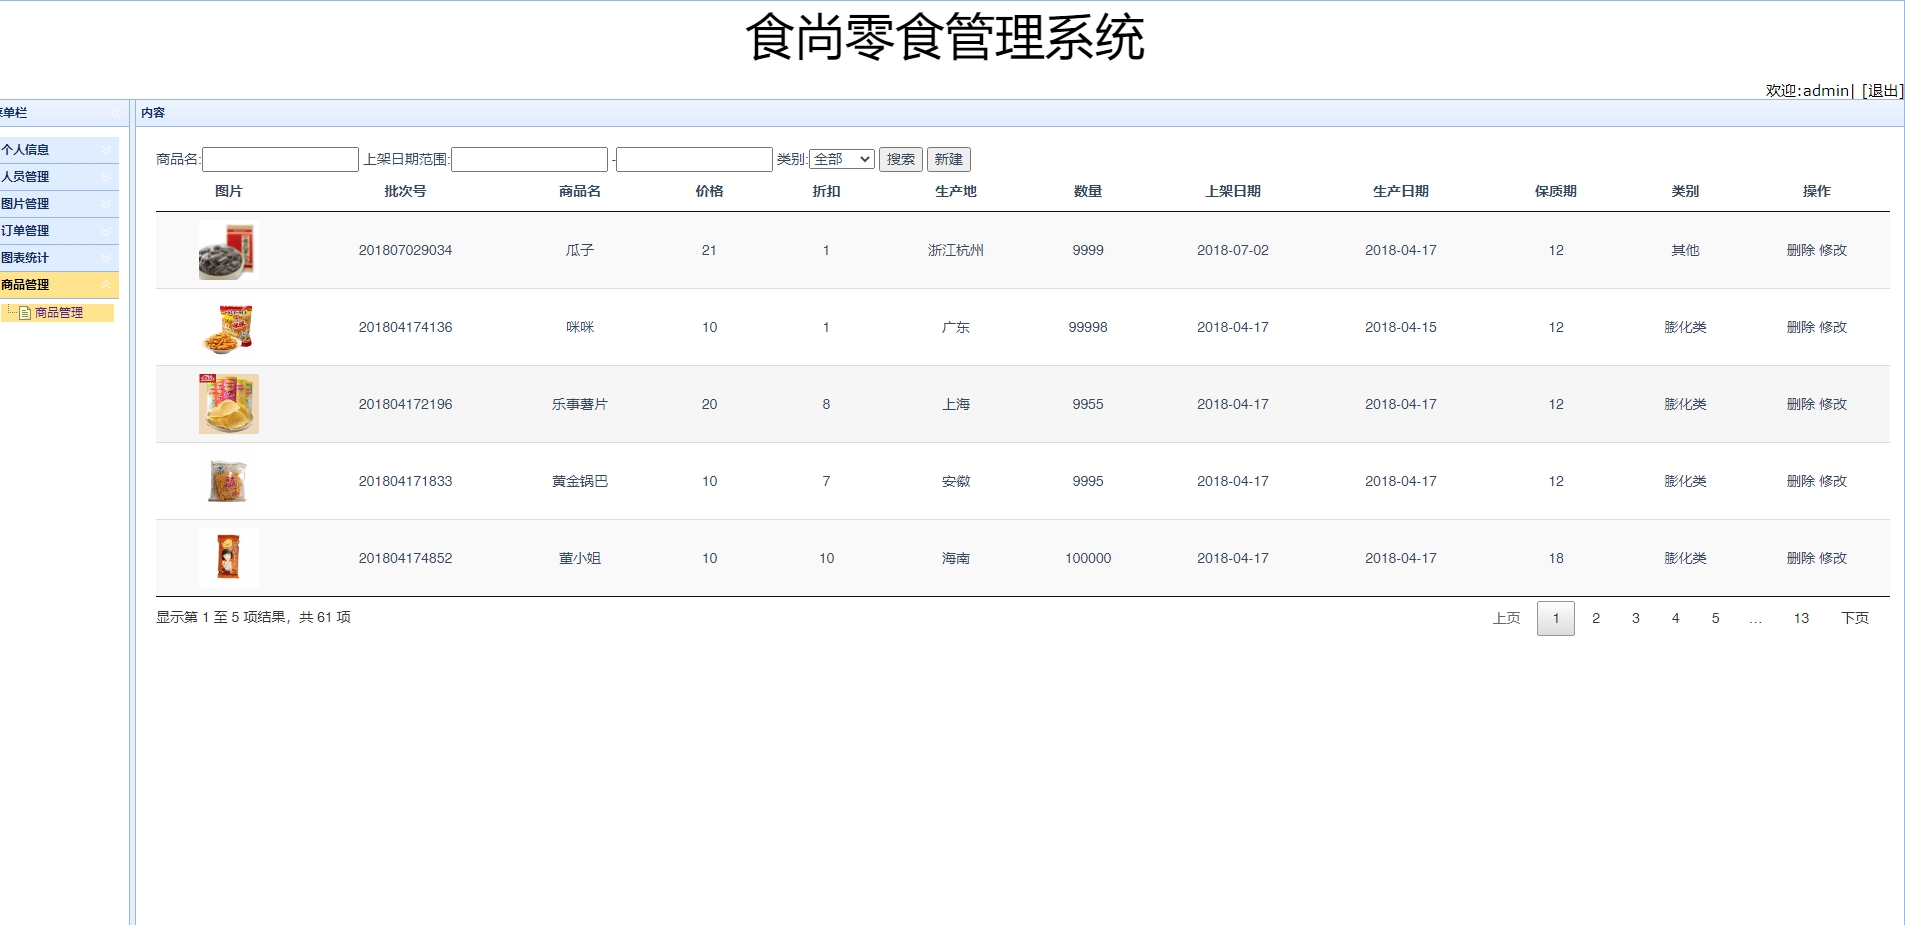 食尚零食管理系统
欢迎:admin| [退出]
菜单栏
内容
个人信息
人员管理
图片管理
订单管理
图表统计
商品管理
商品管理
商品名: 上架日期范围: - 类别: 全部 搜索 新建
图片 批次号 商品名 价格 折扣 生产地 数量 上架日期 生产日期 保质期 类别 操作
201807029034 瓜子 21 1 浙江杭州 9999 2018-07-02 2018-04-17 12 其他 删除 修改
201804174136 咪咪 10 1 广东 99998 2018-04-17 2018-04-15 12 膨化类 删除 修改
201804172196 乐事薯片 20 8 上海 9955 2018-04-17 2018-04-17 12 膨化类 删除 修改
201804171833 黄金锅巴 10 7 安徽 9995 2018-04-17 2018-04-17 12 膨化类 删除 修改
201804174852 董小姐 10 10 海南 100000 2018-04-17 2018-04-17 18 膨化类 删除 修改
显示第 1 至 5 项结果，共 61 项
上页 1 2 3 4 5 … 13 下页